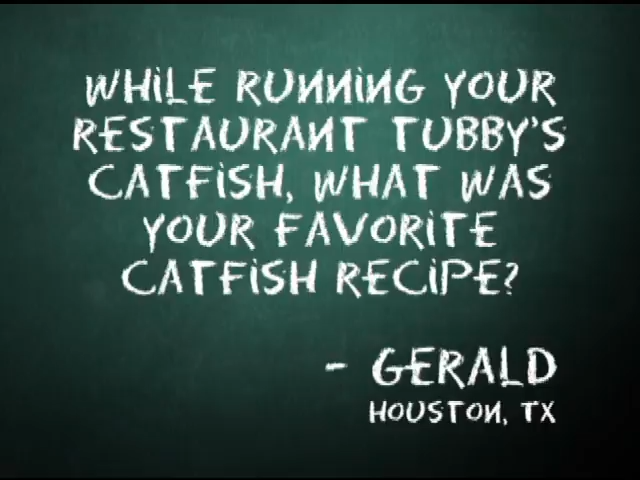 WHiLE RUNNiNG YOUR
RESTAURANT TUBBY'S
CATFiSH, WHAT WAS
YOUR FAVORiTE
CATFiSH RECiPE?
- GERALD
HOUSTON, TX